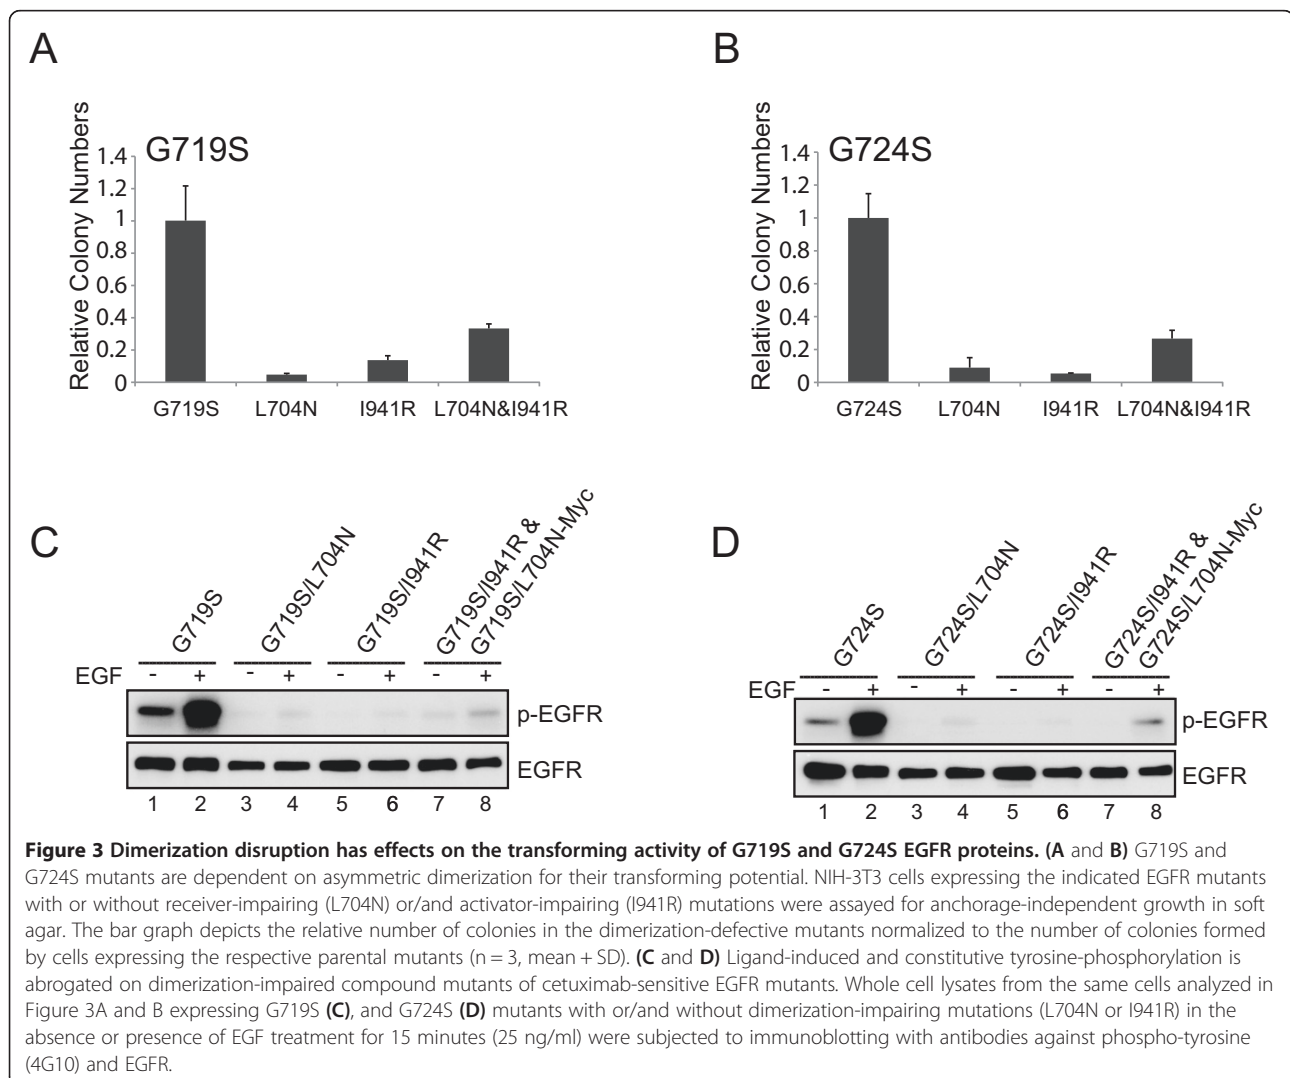 A
B
Relative Colony Numbers
G719S
1.4
1.2
1
0.8
0.6
0.4
0.2
0
G719S L704N I941R L704N&I941R
Relative Colony Numbers
G724S
1.4
1.2
1
0.8
0.6
0.4
0.2
0
G724S L704N I941R L704N&I941R
C
G719S
G719S/L704N
G719S/I941R
G719S/I941R &
G719S/L704N-Myc
EGF - + - + - + - +
p-EGFR
EGFR
1 2 3 4 5 6 7 8
D
G724S
G724S/L704N
G724S/I941R
G724S/I941R &
G724S/L704N-Myc
EGF - + - + - + - +
p-EGFR
EGFR
1 2 3 4 5 6 7 8
Figure 3 Dimerization disruption has effects on the transforming activity of G719S and G724S EGFR proteins. (A and B) G719S and
G724S mutants are dependent on asymmetric dimerization for their transforming potential. NIH-3T3 cells expressing the indicated EGFR mutants
with or without receiver-impairing (L704N) or/and activator-impairing (I941R) mutations were assayed for anchorage-independent growth in soft
agar. The bar graph depicts the relative number of colonies in the dimerization-defective mutants normalized to the number of colonies formed
by cells expressing the respective parental mutants (n = 3, mean + SD). (C and D) Ligand-induced and constitutive tyrosine-phosphorylation is
abrogated on dimerization-impaired compound mutants of cetuximab-sensitive EGFR mutants. Whole cell lysates from the same cells analyzed in
Figure 3A and B expressing G719S (C), and G724S (D) mutants with or/and without dimerization-impairing mutations (L704N or I941R) in the
absence or presence of EGF treatment for 15 minutes (25 ng/ml) were subjected to immunoblotting with antibodies against phospho-tyrosine
(4G10) and EGFR.